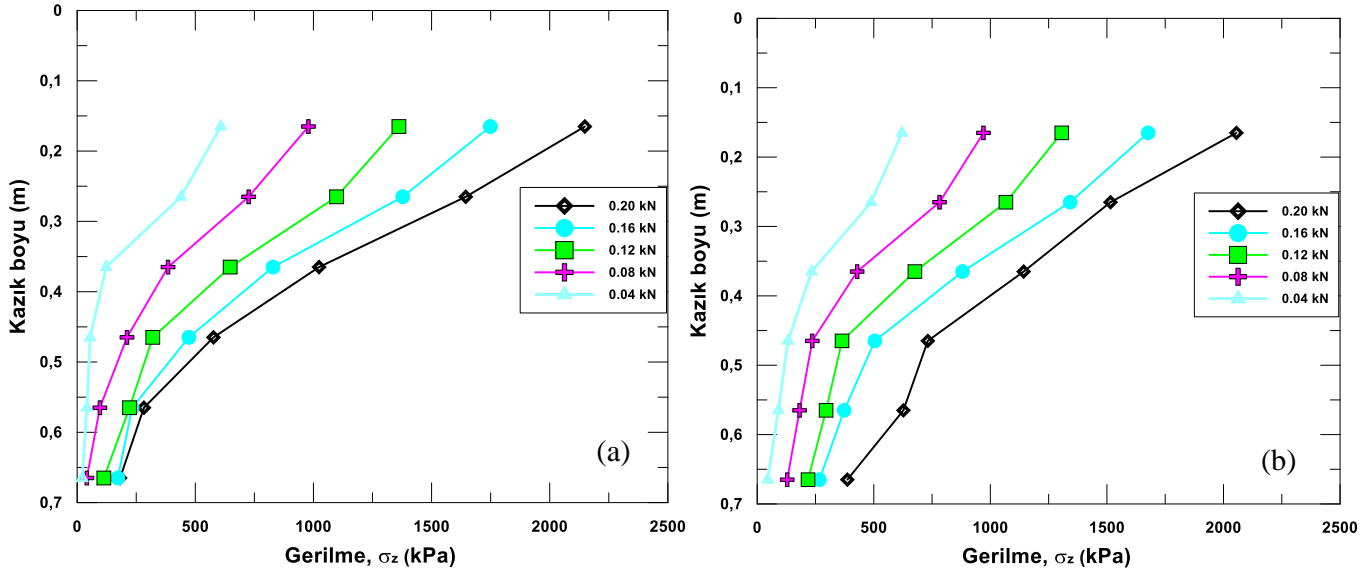 0
0,1
0,2
0,3
0,4
0,5
0,6
0,7
Kazık boyu (m)
0 500 1000 1500 2000 2500
Gerilme, σz (kPa)
0.20 kN
0.16 kN
0.12 kN
0.08 kN
0.04 kN
(a)
0
0,1
0,2
0,3
0,4
0,5
0,6
0,7
Kazık boyu (m)
0 500 1000 1500 2000 2500
Gerilme, σz (kPa)
0.20 kN
0.16 kN
0.12 kN
0.08 kN
0.04 kN
(b)